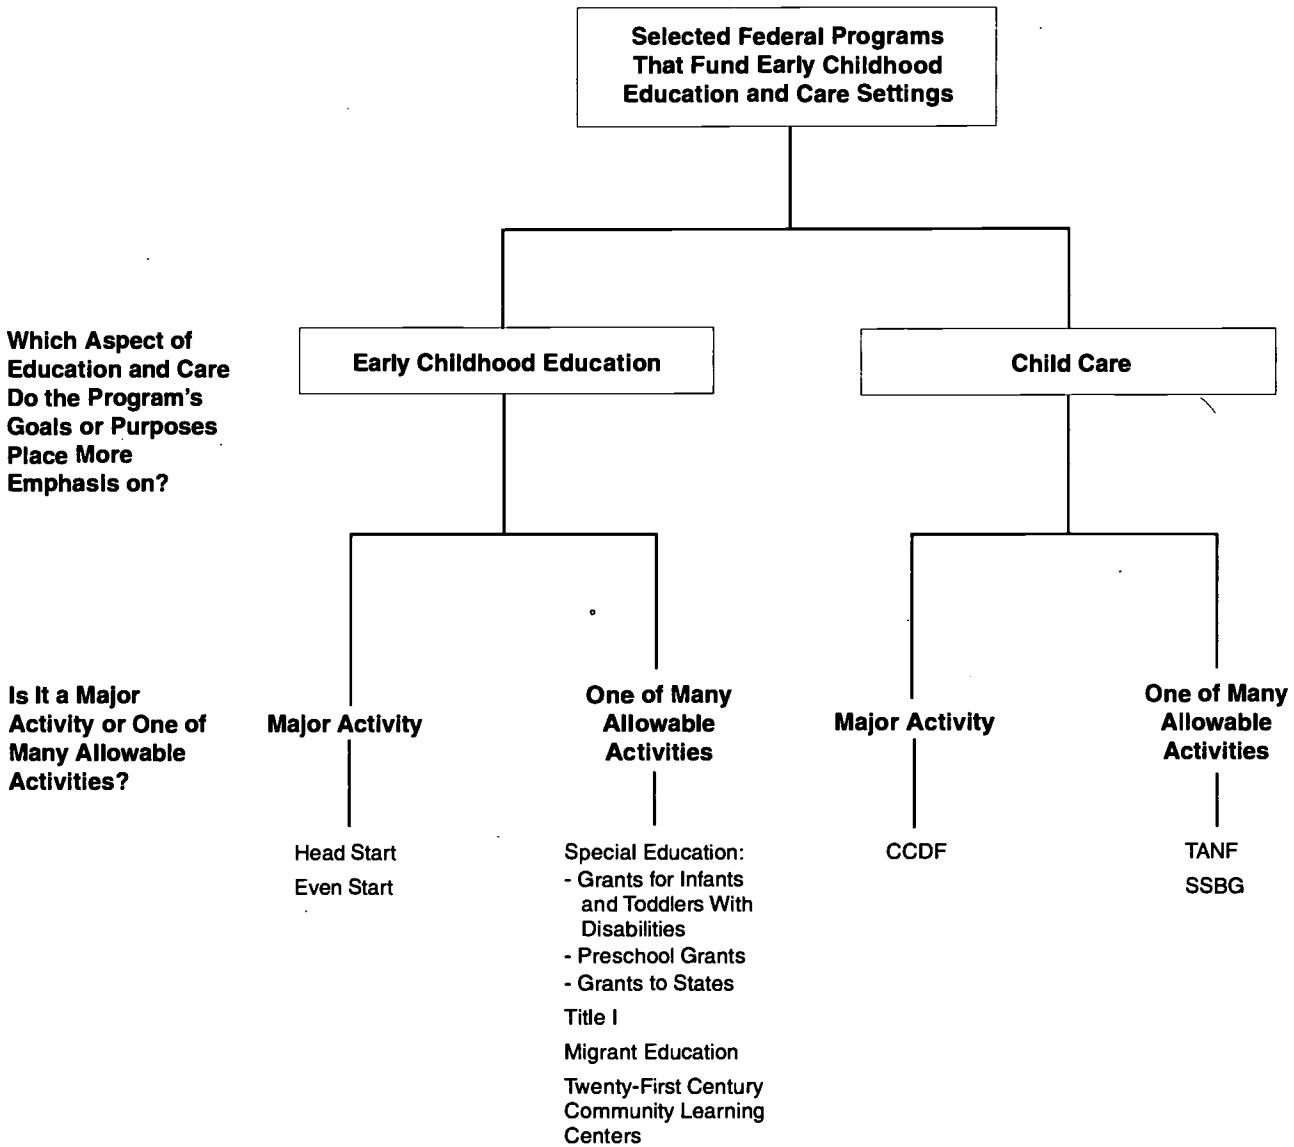 Selected Federal Programs
That Fund Early Childhood
Education and Care Settings
Which Aspect of
Education and Care
Do the Program's
Goals or Purposes
Place More
Emphasis on?
Early Childhood Education
Child Care
Is It a Major
Activity or One of
Many Allowable
Activities?
Major Activity
One of Many
Allowable
Activities
Major Activity
One of Many
Allowable
Activities
Head Start
Even Start
Special Education:
- Grants for Infants
and Toddlers With
Disabilities
- Preschool Grants
- Grants to States
Title I
Migrant Education
Twenty-First Century
Community Learning
Centers
CCDF
TANF
SSBG